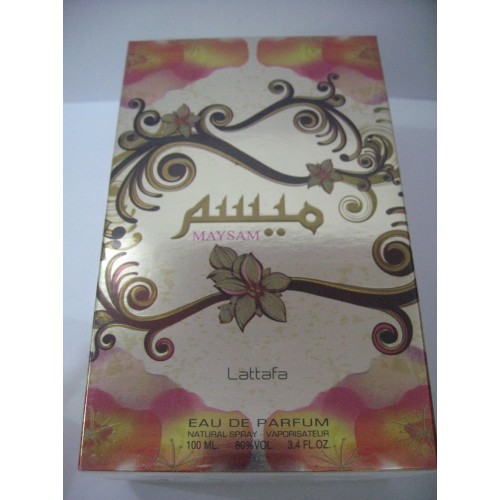 ميسم
MAYSAM
Lattafa
EAU DE PARFUM
NATURAL SPRAY - VAPORISATEUR
100 ML. 80%VOL 3.4 FL.OZ.